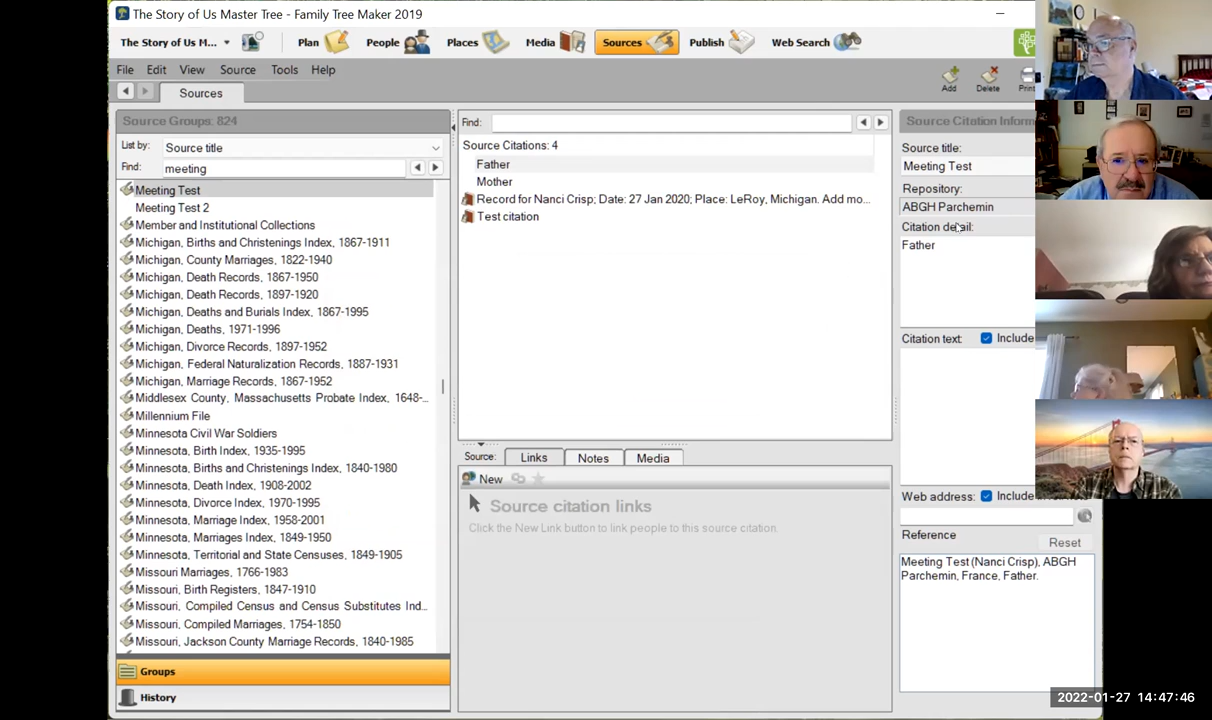 The Story of Us Master Tree - Family Tree Maker 2019
The Story of Us M...
Plan
People
Places
Media
Sources
Publish
Web Search
File
Edit
View
Source
Tools
Help
Sources
Add
Delete
Source Groups: 824
List by:
Source title
Find:
meeting
Meeting Test
Meeting Test 2
Member and Institutional Collections
Michigan, Births and Christenings Index, 1867-1911
Michigan, County Marriages, 1822-1940
Michigan, Death Records, 1867-1950
Michigan, Death Records, 1897-1920
Michigan, Deaths and Burials Index, 1867-1995
Michigan, Deaths, 1971-1996
Michigan, Divorce Records, 1897-1952
Michigan, Federal Naturalization Records, 1887-1931
Michigan, Marriage Records, 1867-1952
Middlesex County, Massachusetts Probate Index, 1648-...
Millennium File
Minnesota Civil War Soldiers
Minnesota, Birth Index, 1935-1995
Minnesota, Births and Christenings Index, 1840-1980
Minnesota, Death Index, 1908-2002
Minnesota, Divorce Index, 1970-1995
Minnesota, Marriage Index, 1958-2001
Minnesota, Marriages Index, 1849-1950
Minnesota, Territorial and State Censuses, 1849-1905
Missouri Marriages, 1766-1983
Missouri, Birth Registers, 1847-1910
Missouri, Compiled Census and Census Substitutes Ind...
Missouri, Compiled Marriages, 1754-1850
Missouri, Jackson County Marriage Records, 1840-1985
Groups
History
Find:
Source Citations: 4
Father
Mother
Record for Nanci Crisp; Date: 27 Jan 2020; Place: LeRoy, Michigan. Add mo...
Test citation
Source:
Links
Notes
Media
New
Source citation links
Click the New Link button to link people to this source citation.
Source title:
Meeting Test
Repository:
ABGH Parchemin
Citation detail:
Father
Citation text:
Include
Web address:
Reference
Reset
Meeting Test (Nanci Crisp), ABGH
Parchemin, France, Father.
2022-01-27 14:47:46